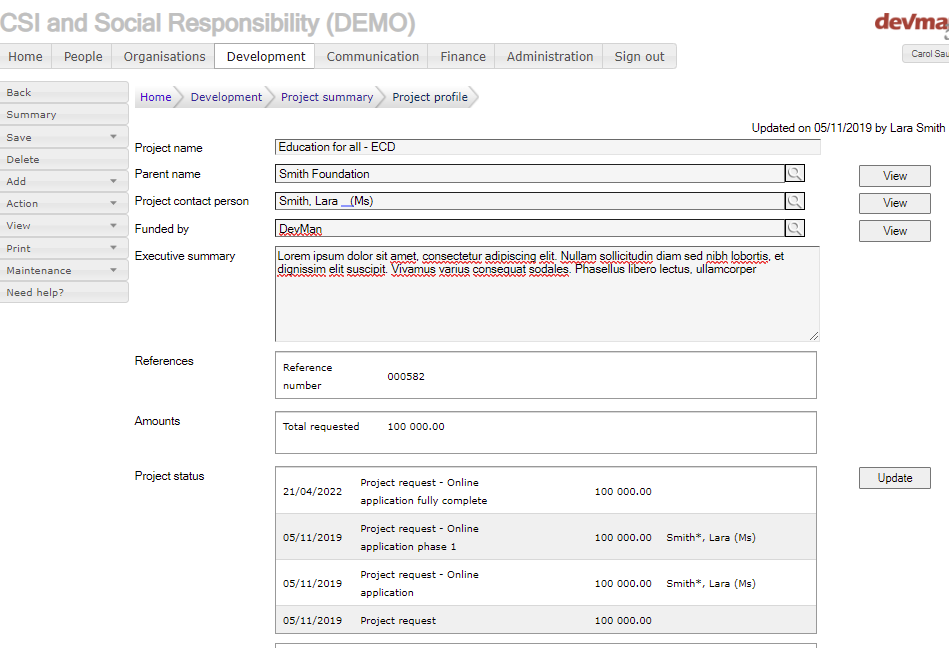 CSI and Social Responsibility (DEMO)
Home People Organisations Development Communication Finance Administration Sign out
Back
Summary
Save
Delete
Add
Action
View
Print
Maintenance
Need help?
Home Development Project summary Project profile
Updated on 05/11/2019 by Lara Smith
Project name Education for all - ECD
Parent name Smith Foundation View
Project contact person Smith, Lara _(Ms) View
Funded by DevMan View
Executive summary
Lorem ipsum dolor sit amet, consectetur adipiscing elit. Nullam sollicitudin diam sed nibh lobortis, et
dignissim elit suscipit. Vivamus varius consequat sodales. Phasellus libero lectus, ullamcorper
References
Reference
number 000582
Amounts
Total requested 100 000.00
Project status Update
21/04/2022 Project request - Online
application fully complete 100 000.00
05/11/2019 Project request - Online
application phase 1 100 000.00 Smith*, Lara (Ms)
05/11/2019 Project request - Online
application 100 000.00 Smith*, Lara (Ms)
05/11/2019 Project request 100 000.00